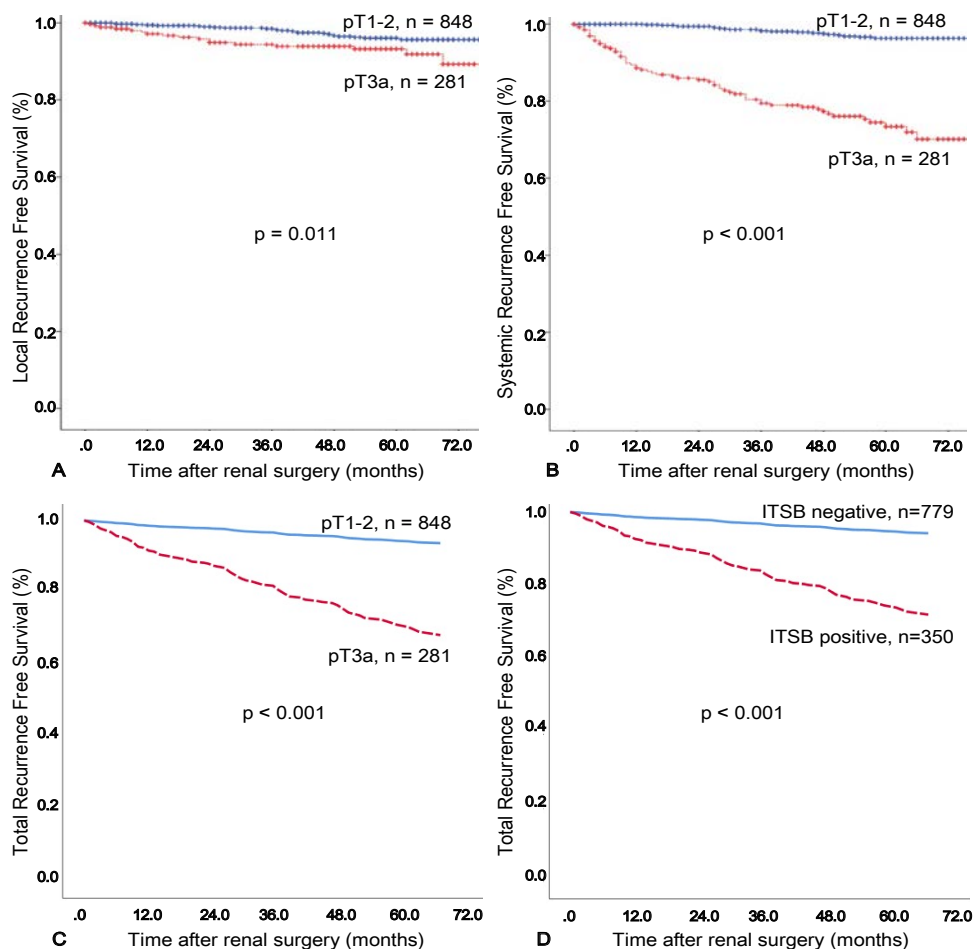 Local Recurrence Free Survival (%)
1.0
0.8
0.6
0.4
0.2
0.0
pT1-2, n = 848
pT3a, n = 281
p = 0.011
.0 12.0 24.0 36.0 48.0 60.0 72.0
A Time after renal surgery (months)
Systemic Recurrence Free Survival (%)
1.0
0.8
0.6
0.4
0.2
0.0
pT1-2, n = 848
pT3a, n = 281
p < 0.001
.0 12.0 24.0 36.0 48.0 60.0 72.0
B Time after renal surgery (months)
Total Recurrence Free Survival (%)
1.0
0.8
0.6
0.4
0.2
0.0
pT1-2, n = 848
pT3a, n = 281
p < 0.001
.0 12.0 24.0 36.0 48.0 60.0 72.0
C Time after renal surgery (months)
Total Recurrence Free Survival (%)
1.0
0.8
0.6
0.4
0.2
0.0
ITSB negative, n=779
ITSB positive, n=350
p < 0.001
.0 12.0 24.0 36.0 48.0 60.0 72.0
D Time after renal surgery (months)